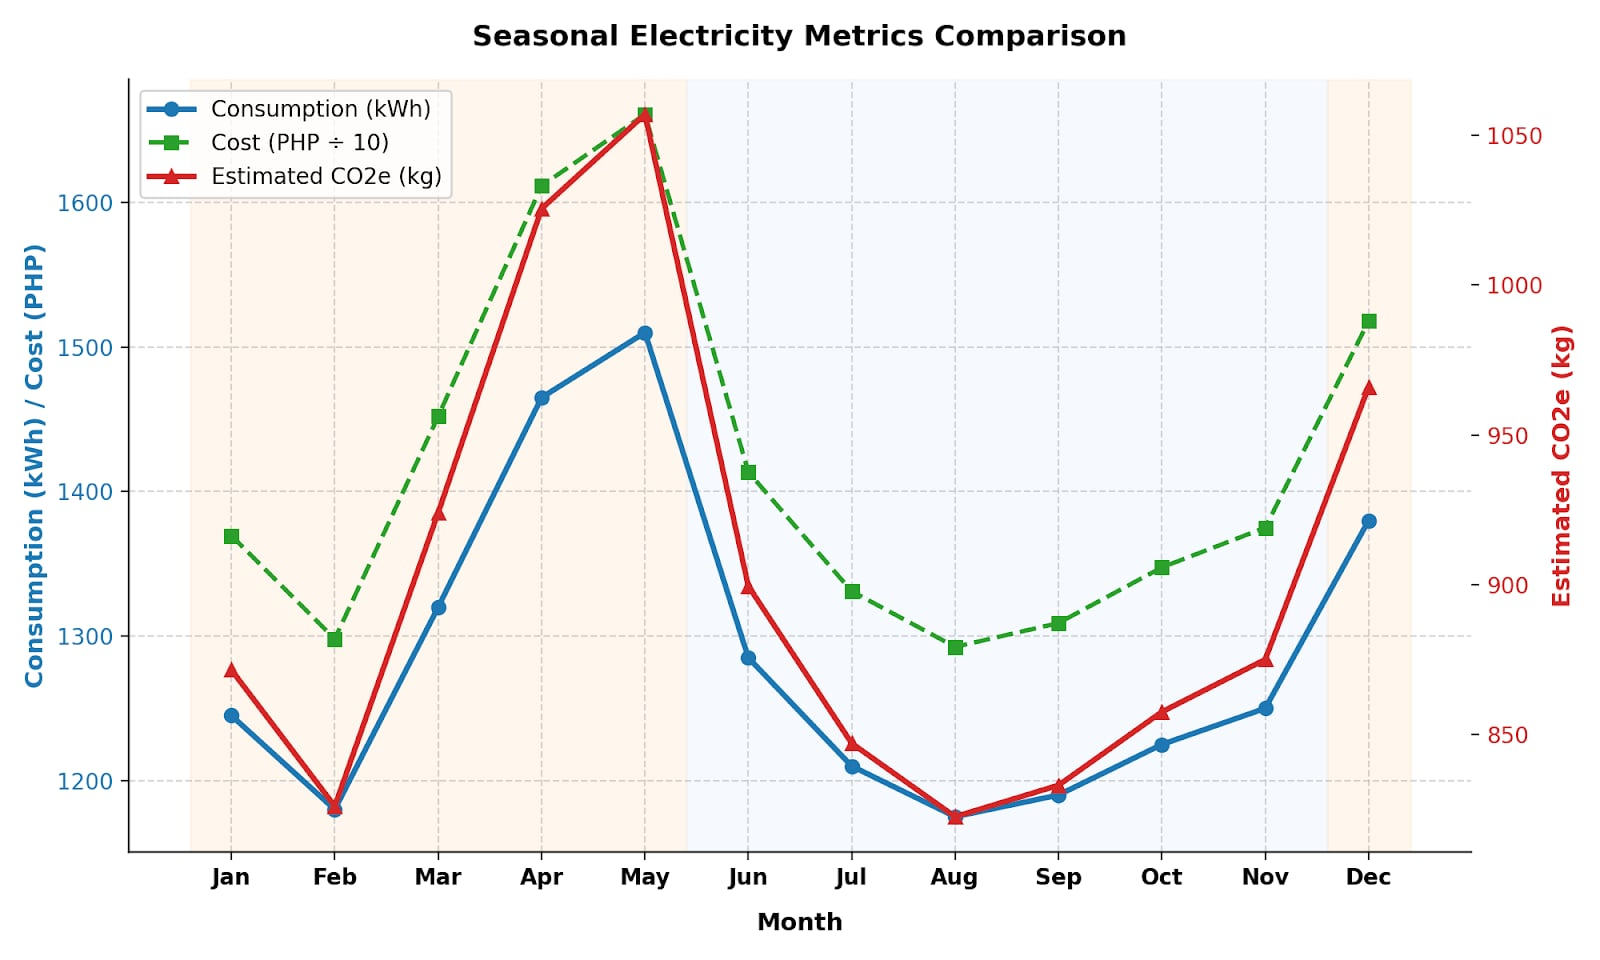 Seasonal Electricity Metrics Comparison
Consumption (kWh)
Cost (PHP ÷ 10)
Estimated CO2e (kg)
Consumption (kWh) / Cost (PHP)
1600
1500
1400
1300
1200
1050
1000
950
900
850
Estimated CO2e (kg)
Jan Feb Mar Apr May Jun Jul Aug Sep Oct Nov Dec
Month